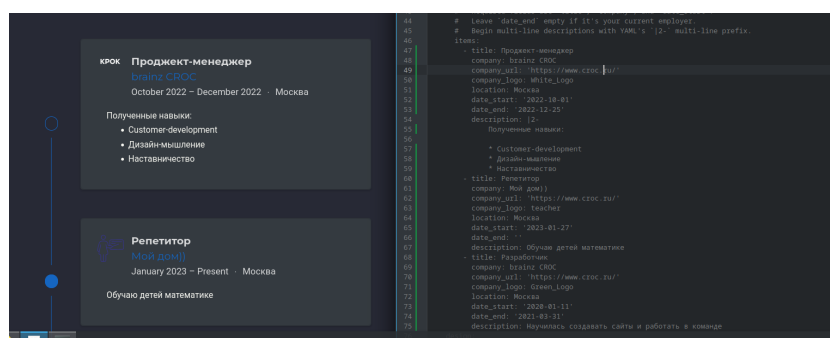 КРОК
Проджект-менеджер
brainz CROC
October 2022 – December 2022 · Москва
Полученные навыки:
• Customer-development
• Дизайн-мышление
• Наставничество
Репетитор
Мой дом))
January 2023 – Present · Москва
Обучаю детей математике
44 # Leave `date_end` empty if it's your current employer.
45 # Begin multi-line descriptions with YAML's `|2-` multi-line prefix.
46 items:
47 - title: Проджект-менеджер
48 company: brainz CROC
49 company_url: 'https://www.croc.ru/'
50 company_logo: White_Logo
51 location: Москва
52 date_start: '2022-10-01'
53 date_end: '2022-12-25'
54 description: |2-
55 Полученные навыки:
56
57 * Customer-development
58 * Дизайн-мышление
59 * Наставничество
60 - title: Репетитор
61 company: Мой дом))
62 company_url: 'https://www.croc.ru/'
63 company_logo: teacher
64 location: Москва
65 date_start: '2023-01-27'
66 date_end: ''
67 description: Обучаю детей математике
68 - title: Разработчик
69 company: brainz CROC
70 company_url: 'https://www.croc.ru/'
71 company_logo: Green_Logo
72 location: Москва
73 date_start: '2020-01-11'
74 date_end: '2021-03-31'
75 description: Научилась создавать сайты и работать в команде